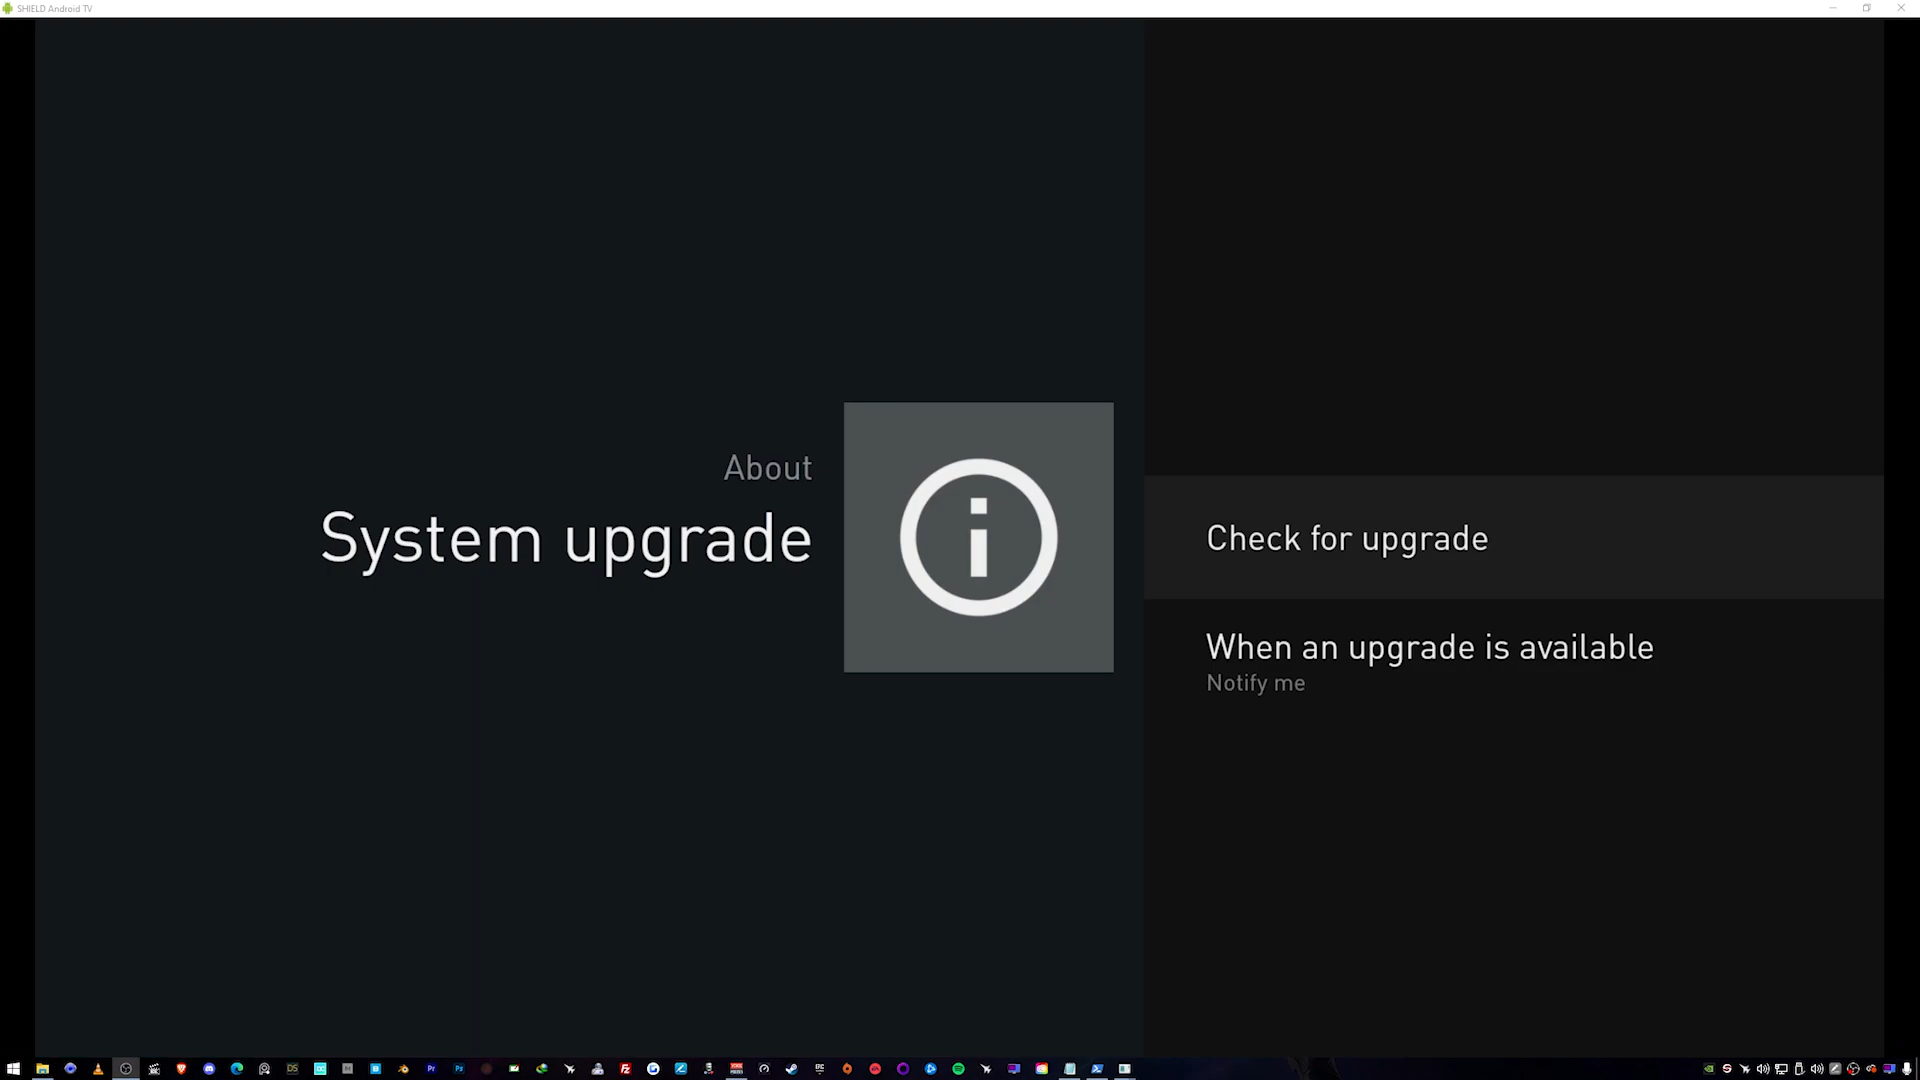 SHIELD Android TV
About
System upgrade
Check for upgrade
When an upgrade is available
Notify me